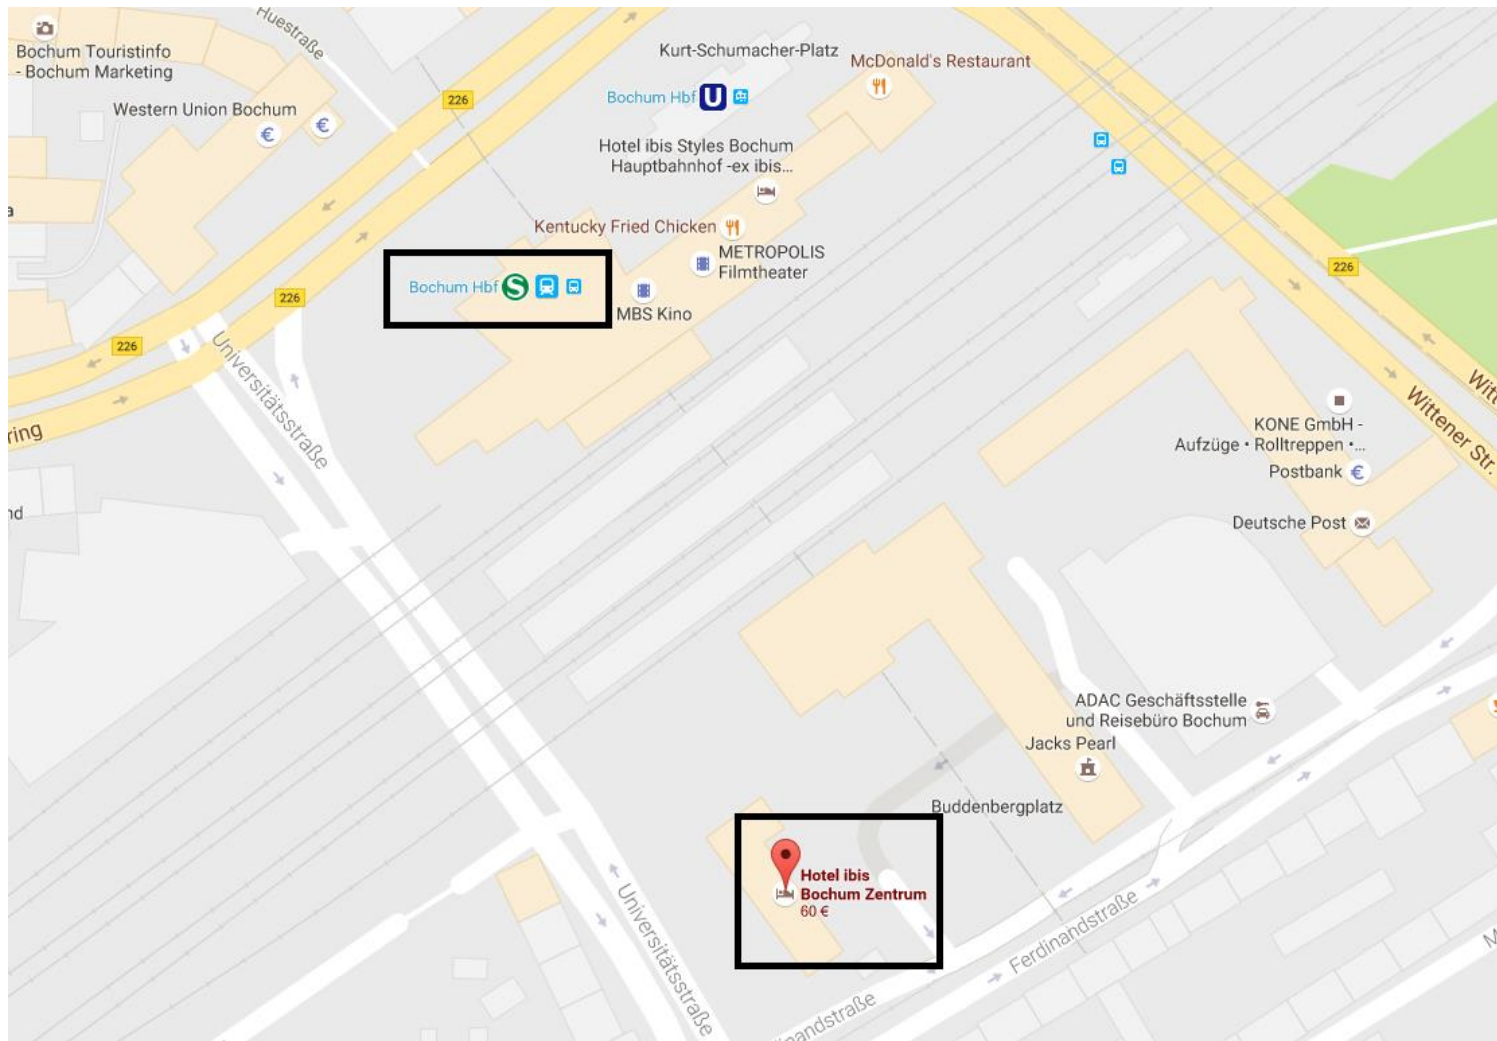 Huestraße
Bochum Touristinfo
- Bochum Marketing
Kurt-Schumacher-Platz
McDonald's Restaurant
226
Bochum Hbf U
Western Union Bochum
€
€
Hotel ibis Styles Bochum
Hauptbahnhof -ex ibis...
a
Kentucky Fried Chicken
METROPOLIS
Filmtheater
226
Bochum Hbf S
226
MBS Kino
226
Universitätsstraße
ring
Wittener Str.
KONE GmbH -
Aufzüge • Rolltreppen •...
Postbank €
Deutsche Post
ADAC Geschäftsstelle
und Reisebüro Bochum
Jacks Pearl
Buddenbergplatz
Hotel ibis
Bochum Zentrum
60 €
Universitätsstraße
Ferdinandstraße
inandstraße